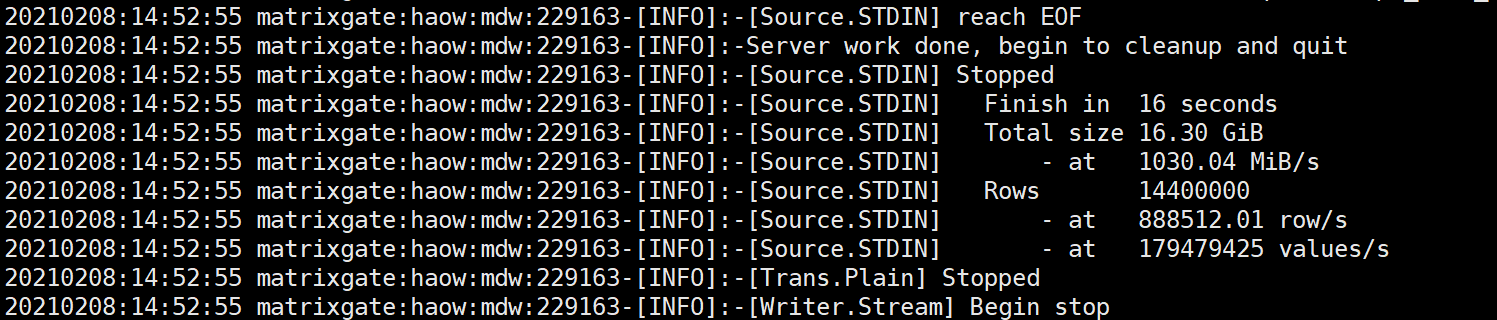 20210208:14:52:55 matrixgate:haow:mdw:229163-[INFO]:-[Source.STDIN] reach EOF
20210208:14:52:55 matrixgate:haow:mdw:229163-[INFO]:-Server work done, begin to cleanup and quit
20210208:14:52:55 matrixgate:haow:mdw:229163-[INFO]:-[Source.STDIN] Stopped
20210208:14:52:55 matrixgate:haow:mdw:229163-[INFO]:-[Source.STDIN]   Finish in  16 seconds
20210208:14:52:55 matrixgate:haow:mdw:229163-[INFO]:-[Source.STDIN]   Total size 16.30 GiB
20210208:14:52:55 matrixgate:haow:mdw:229163-[INFO]:-[Source.STDIN]       - at   1030.04 MiB/s
20210208:14:52:55 matrixgate:haow:mdw:229163-[INFO]:-[Source.STDIN]   Rows       14400000
20210208:14:52:55 matrixgate:haow:mdw:229163-[INFO]:-[Source.STDIN]       - at   888512.01 row/s
20210208:14:52:55 matrixgate:haow:mdw:229163-[INFO]:-[Source.STDIN]       - at   179479425 values/s
20210208:14:52:55 matrixgate:haow:mdw:229163-[INFO]:-[Trans.Plain] Stopped
20210208:14:52:55 matrixgate:haow:mdw:229163-[INFO]:-[Writer.Stream] Begin stop